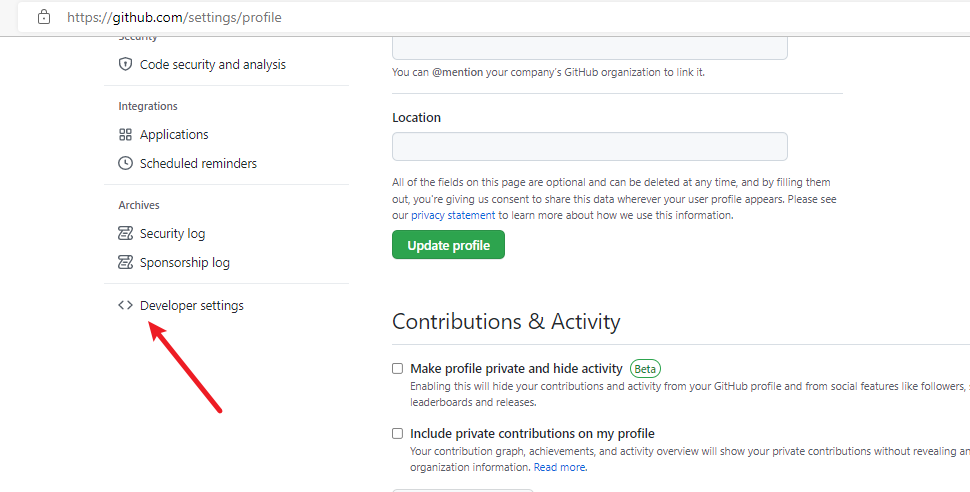 https://github.com/settings/profile
Security
Code security and analysis
Integrations
Applications
Scheduled reminders
Archives
Security log
Sponsorship log
Developer settings
You can @mention your company's GitHub organization to link it.
Location
All of the fields on this page are optional and can be deleted at any time, and by filling them
out, you're giving us consent to share this data wherever your user profile appears. Please see
our privacy statement to learn more about how we use this information.
Update profile
Contributions & Activity
Make profile private and hide activity Beta
Enabling this will hide your contributions and activity from your GitHub profile and from social features like followers,
leaderboards and releases.
Include private contributions on my profile
Your contribution graph, achievements, and activity overview will show your private contributions without revealing
organization information. Read more.